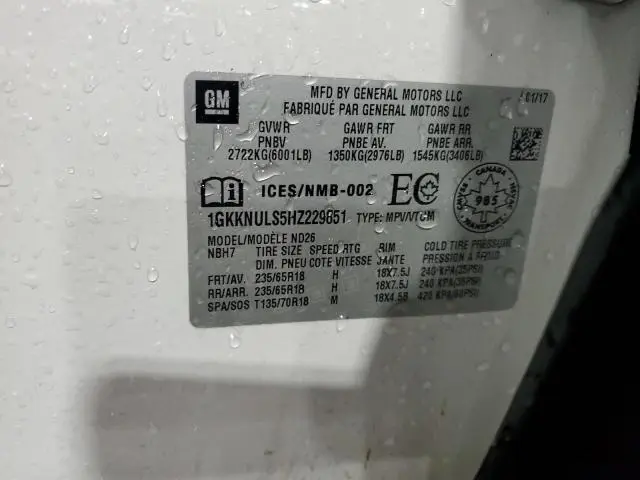 GM
MFD BY GENERAL MOTORS LLC 01/17
FABRIQUÉ PAR GENERAL MOTORS LLC
GVWR GAWR FRT GAWR RR
PNBV PNBE AV. PNBE ARR.
2722KG(6001LB) 1350KG(2976LB) 1545KG(3406LB)
ICES/NMB-002 EC
CANADA
985
TRANSPORT
1GKKNULS5HZ229651 TYPE: MPV/VTUM
MODEL/MODÈLE ND26
NBH7 TIRE SIZE SPEED RTG RIM COLD TIRE PRESSURE
DIM. PNEU COTE VITESSE JANTE PRESSION A FROID
FRT/AV. 235/65R18 H 18X7.5J 240 KPA(35PSI)
RR/ARR. 235/65R18 H 18X7.5J 240 KPA(35PSI)
SPA/SOS T135/70R18 M 18X4.5B 420 KPA(60PSI)